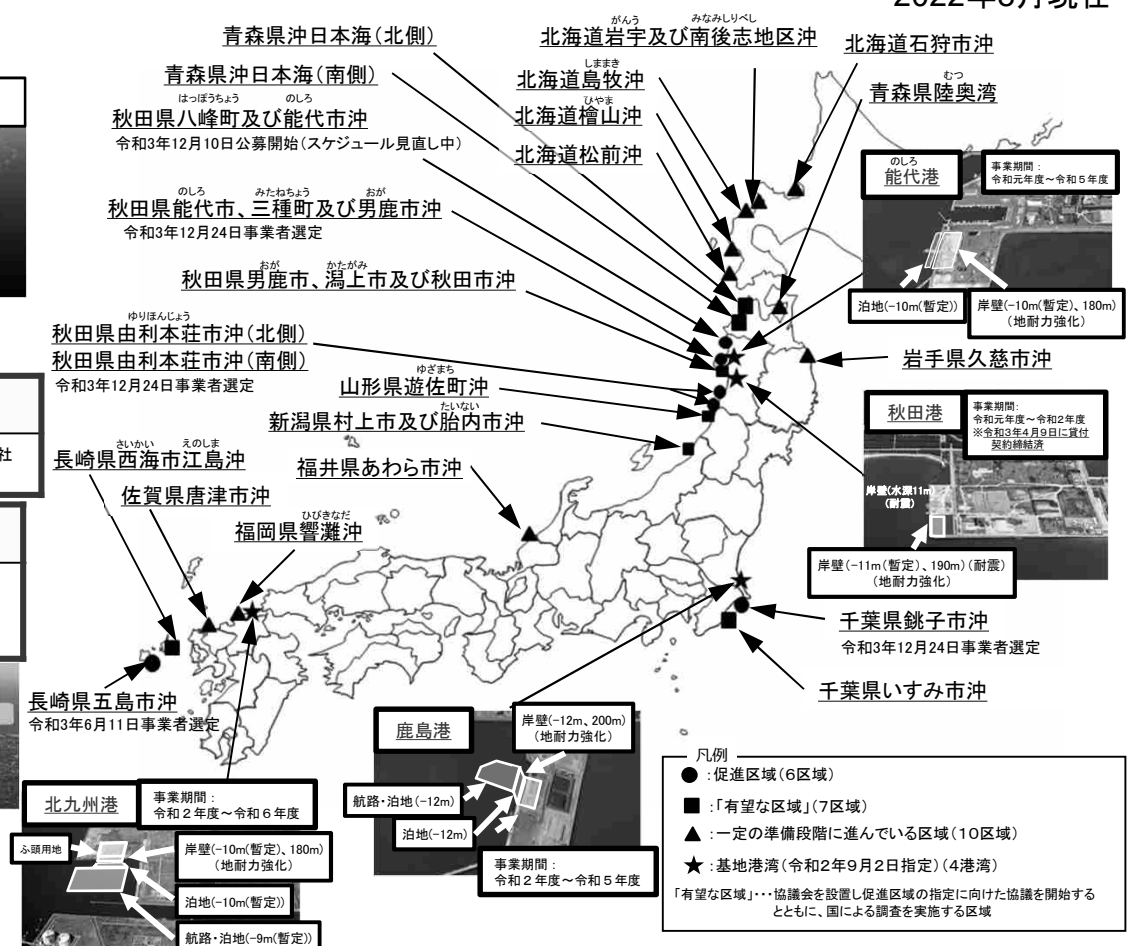 2022年3月現在
青森県沖日本海(北側)
青森県沖日本海(南側)
はっぽうちょう のしろ
秋田県八峰町及び能代市沖
令和3年12月10日公募開始(スケジュール見直し中)
のしろ みたねちょう おが
秋田県能代市、三種町及び男鹿市沖
令和3年12月24日事業者選定
おが かたがみ
秋田県男鹿市、潟上市及び秋田市沖
ゆりほんじょう
秋田県由利本荘市沖(北側)
秋田県由利本荘市沖(南側)
令和3年12月24日事業者選定
ゆざまち
山形県遊佐町沖
たいない
新潟県村上市及び胎内市沖
福井県あわら市沖
さいかい えのしま
長崎県西海市江島沖
佐賀県唐津市沖
ひびきなだ
福岡県響灘沖
長崎県五島市沖
令和3年6月11日事業者選定
がんう みなみしりべし
北海道岩宇及び南後志地区沖
しままき
北海道島牧沖
ひやま
北海道檜山沖
北海道松前沖
北海道石狩市沖
むつ
青森県陸奥湾
のしろ
能代港
事業期間:
令和元年度~令和5年度
泊地(-10m(暫定))
岸壁(-10m(暫定)、180m)
(地耐力強化)
岩手県久慈市沖
秋田港
事業期間:
令和元年度~令和2年度
※令和3年4月9日に貸付
契約締結済
岸壁(水深11m)
(耐震)
岸壁(-11m(暫定)、190m)(耐震)
(地耐力強化)
千葉県銚子市沖
令和3年12月24日事業者選定
千葉県いすみ市沖
鹿島港
岸壁(-12m、200m)
(地耐力強化)
航路・泊地(-12m)
泊地(-12m)
事業期間:
令和2年度~令和5年度
北九州港
事業期間:
令和2年度~令和6年度
ふ頭用地
岸壁(-10m(暫定)、180m)
(地耐力強化)
泊地(-10m(暫定))
航路・泊地(-9m(暫定))
社
凡例
●:促進区域(6区域)
■:「有望な区域」(7区域)
▲:一定の準備段階に進んでいる区域(10区域)
★:基地港湾(令和2年9月2日指定)(4港湾)
「有望な区域」・・・協議会を設置し促進区域の指定に向けた協議を開始する
とともに、国による調査を実施する区域